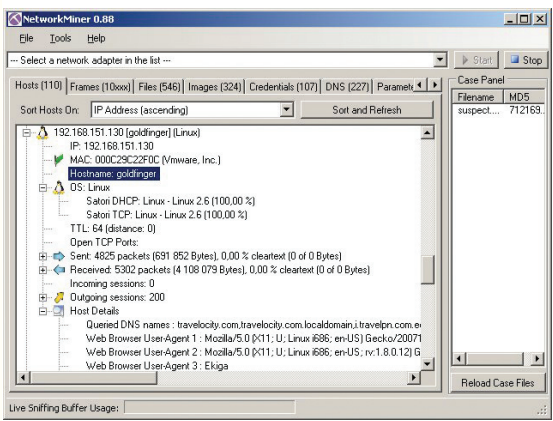 NetworkMiner 0.88
File Tools Help
--- Select a network adapter in the list ---
Start Stop
Hosts (110) Frames (10xxx) Files (546) Images (324) Credentials (107) DNS (227) Paramete
Sort Hosts On: IP Address (ascending) Sort and Refresh
192.168.151.130 [goldfinger] (Linux)
IP: 192.168.151.130
MAC: 000C29C22F0C (Vmware, Inc.)
Hostname: goldfinger
OS: Linux
Satori DHCP: Linux - Linux 2.6 (100,00 %)
Satori TCP: Linux - Linux 2.6 (100,00 %)
TTL: 64 (distance: 0)
Open TCP Ports:
Sent: 4825 packets (691 852 Bytes), 0,00 % cleartext (0 of 0 Bytes)
Received: 5302 packets (4 108 079 Bytes), 0,00 % cleartext (0 of 0 Bytes)
Incoming sessions: 0
Outgoing sessions: 200
Host Details
Queried DNS names : travelocity.com,travelocity.com.localdomain,i.travelpn.com.e
Web Browser User-Agent 1 : Mozilla/5.0 (X11; U; Linux i686; en-US) Gecko/20071
Web Browser User-Agent 2 : Mozilla/5.0 (X11; U; Linux i686; en-US; rv:1.8.0.12) G
Web Browser User-Agent 3 : Ekiga
Case Panel
Filename MD5
suspect.... 712169..
Reload Case Files
Live Sniffing Buffer Usage: